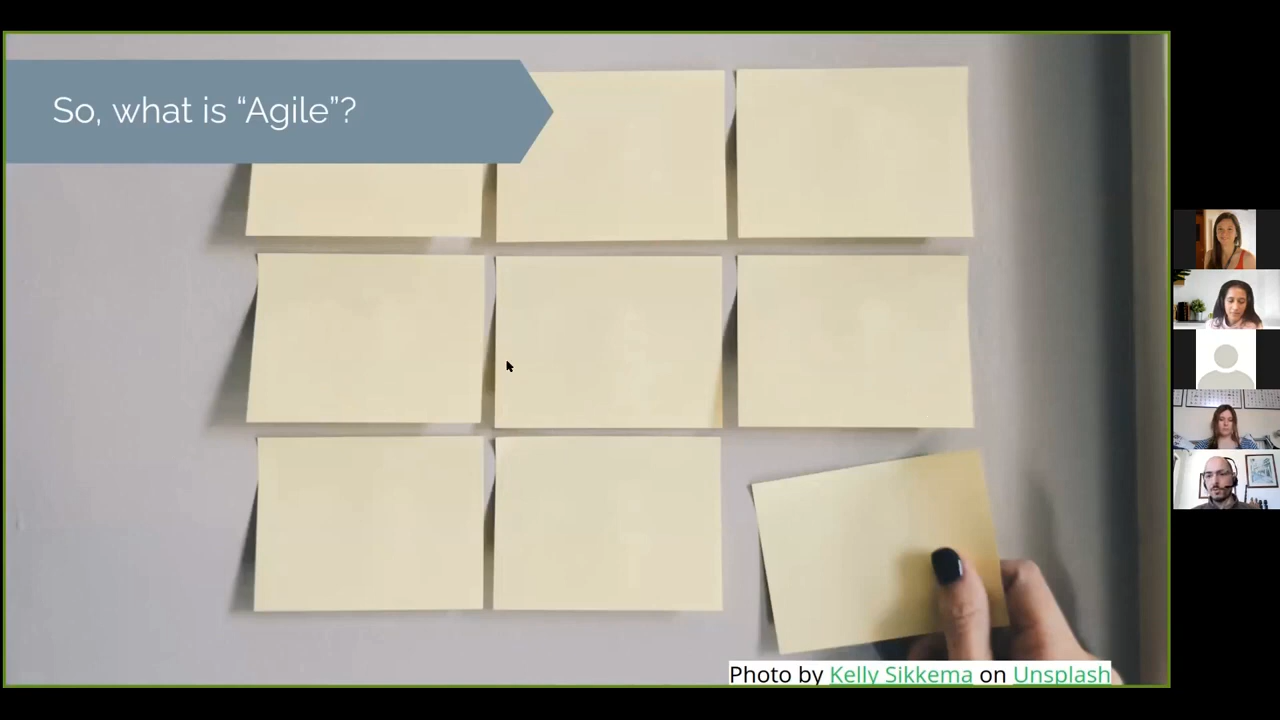 So, what is “Agile”?
Photo by Kelly Sikkema on Unsplash